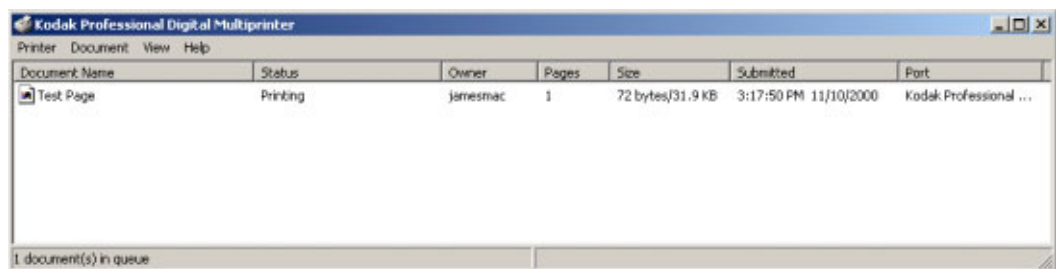 Kodak Professional Digital Multiprinter
Printer Document View Help
Document Name Status Owner Pages Size Submitted Port
Test Page Printing jamesmac 1 72 bytes/31.9 KB 3:17:50 PM 11/10/2000 Kodak Professional ...
1 document(s) in queue